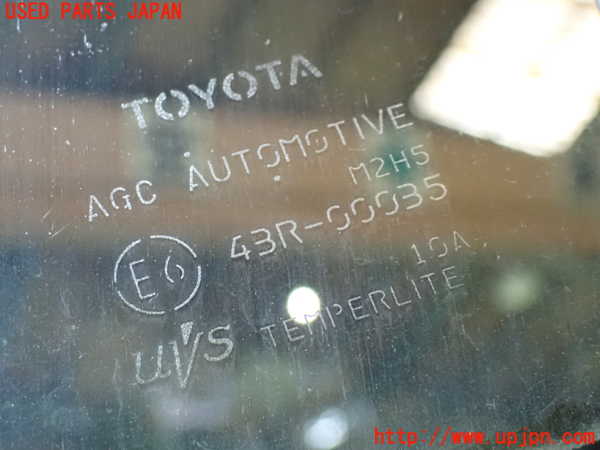 USED PARTS JAPAN
TOYOTA
AGC AUTOMOTIVE
M2H5
43R-00035
E6
10A
UVS TEMPERLITE
http://www.upjpn.com/